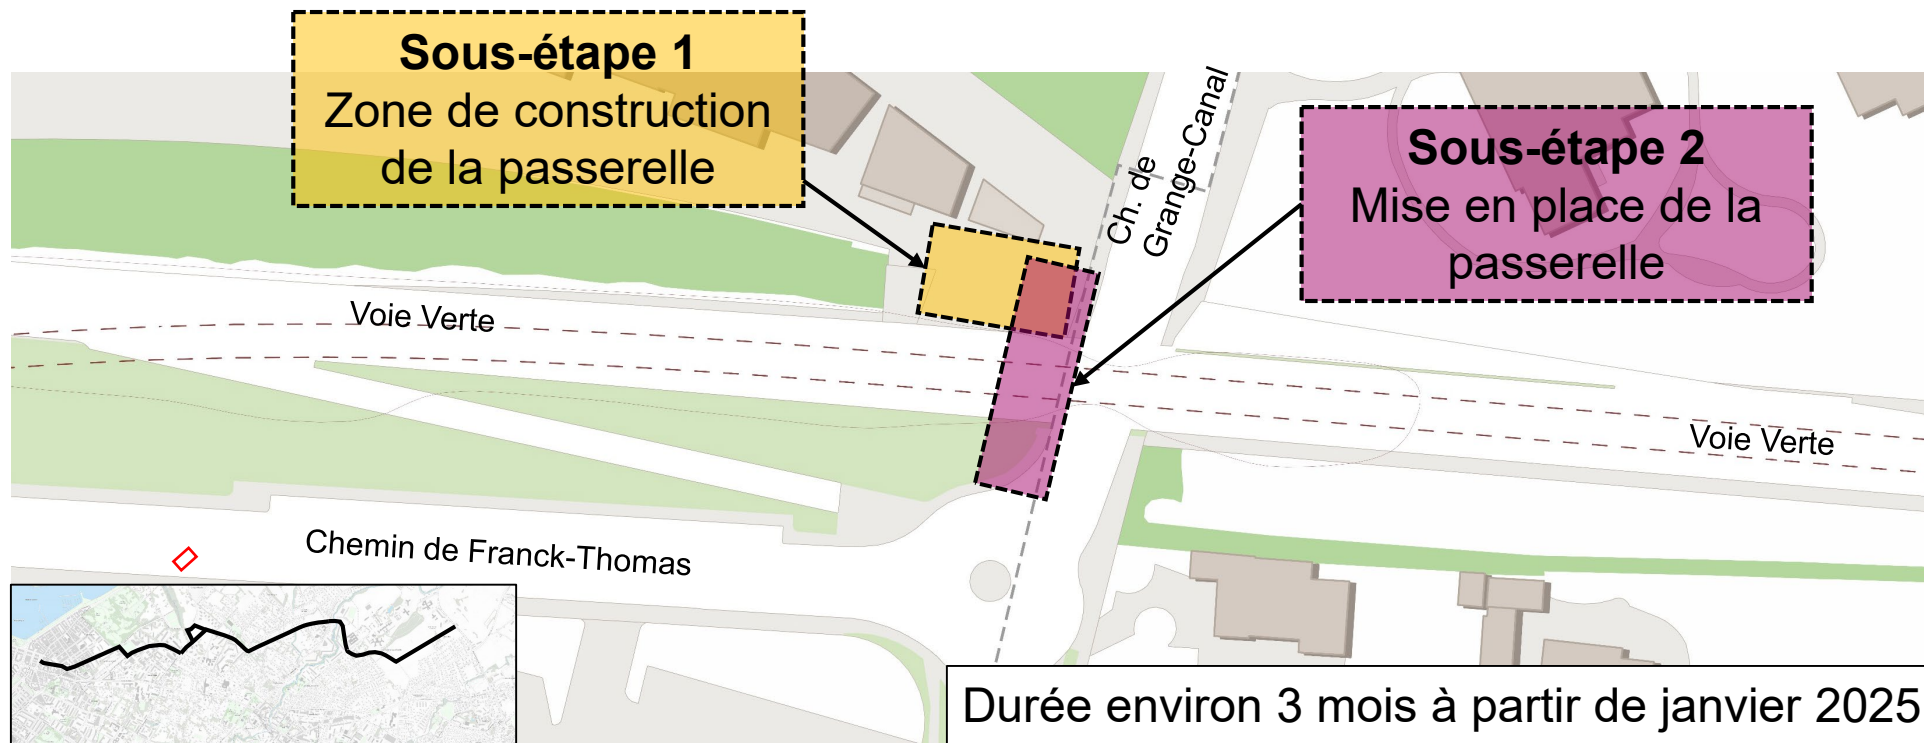 Sous-étape 1
Zone de construction
de la passerelle
Ch. de
Grange-Canal
Sous-étape 2
Mise en place de la
passerelle
Voie Verte
Voie Verte
Chemin de Franck-Thomas
Durée environ 3 mois à partir de janvier 2025